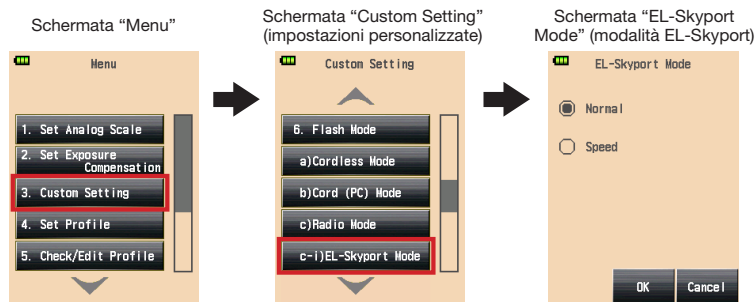 Schermata “Menu”
Menu
1. Set Analog Scale
2. Set Exposure
Compensation
3. Custom Setting
4. Set Profile
5. Check/Edit Profile
Schermata “Custom Setting”
(impostazioni personalizzate)
Custom Setting
6. Flash Mode
a)Cordless Mode
b)Cord (PC) Mode
c)Radio Mode
c-i)EL-Skyport Mode
Schermata “EL-Skyport
Mode” (modalità EL-Skyport)
EL-Skyport Mode
Normal
Speed
OK
Cancel